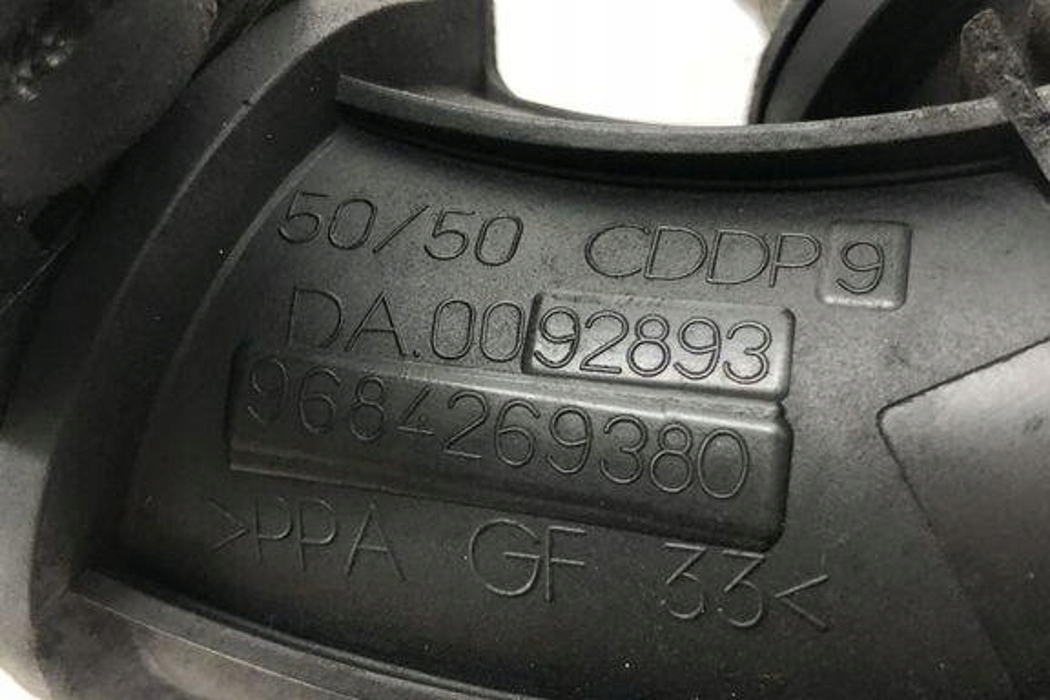 50/50 CDDP9
DA.0092893
9684269380
>PPA GF 33<